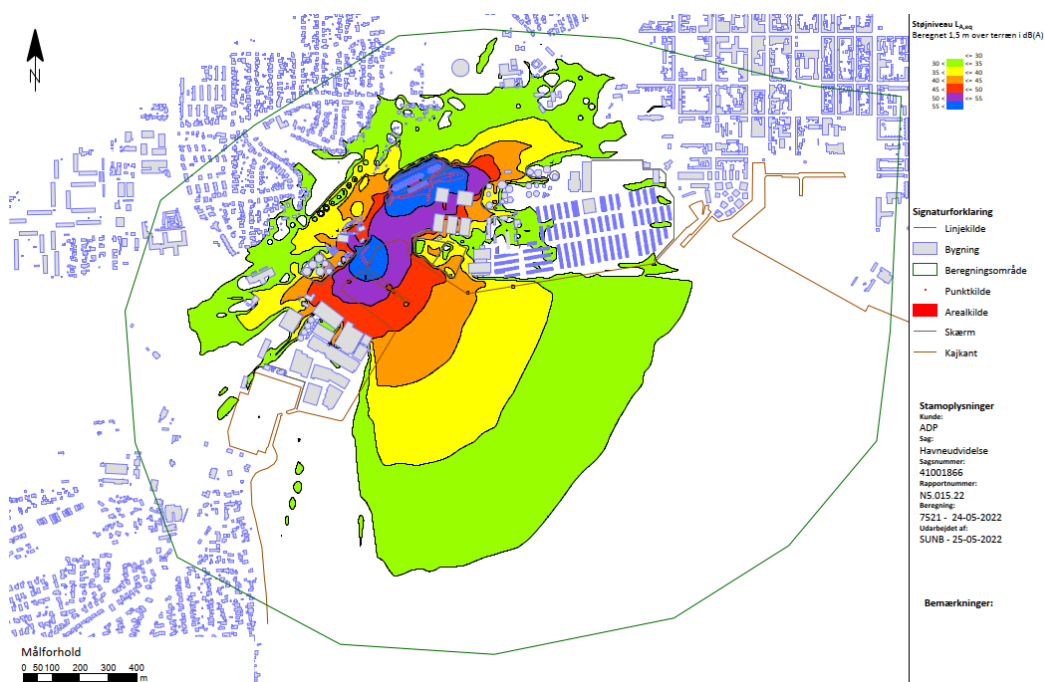 N
Støjniveau LA,eq
Beregnet 1,5 m over terræn i dB(A)
<= 30
30 < <= 35
35 < <= 40
40 < <= 45
45 < <= 50
50 < <= 55
55 <
Signaturforklaring
Linjekilde
Bygning
Beregningsområde
Punktkilde
Arealkilde
Skærm
Kajkant
Stamoplysninger
Kunde:
ADP
Sag:
Havneudvidelse
Sagsnummer:
41001866
Rapportnummer:
N5.015.22
Beregning:
7521 - 24-05-2022
Udarbejdet af:
SUNB - 25-05-2022
Bemærkninger:
Målforhold
0 50 100 200 300 400
m